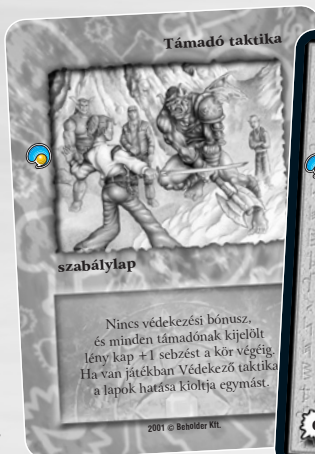 Támadó taktika
szabálylap
Nincs védekezési bónusz,
és minden támadónak kijelölt
lény kap +1 sebzést a kör végéig.
Ha van játékban Védekező taktika
a lapok hatása kioltja egymást.
2001 © Beholder Kft.